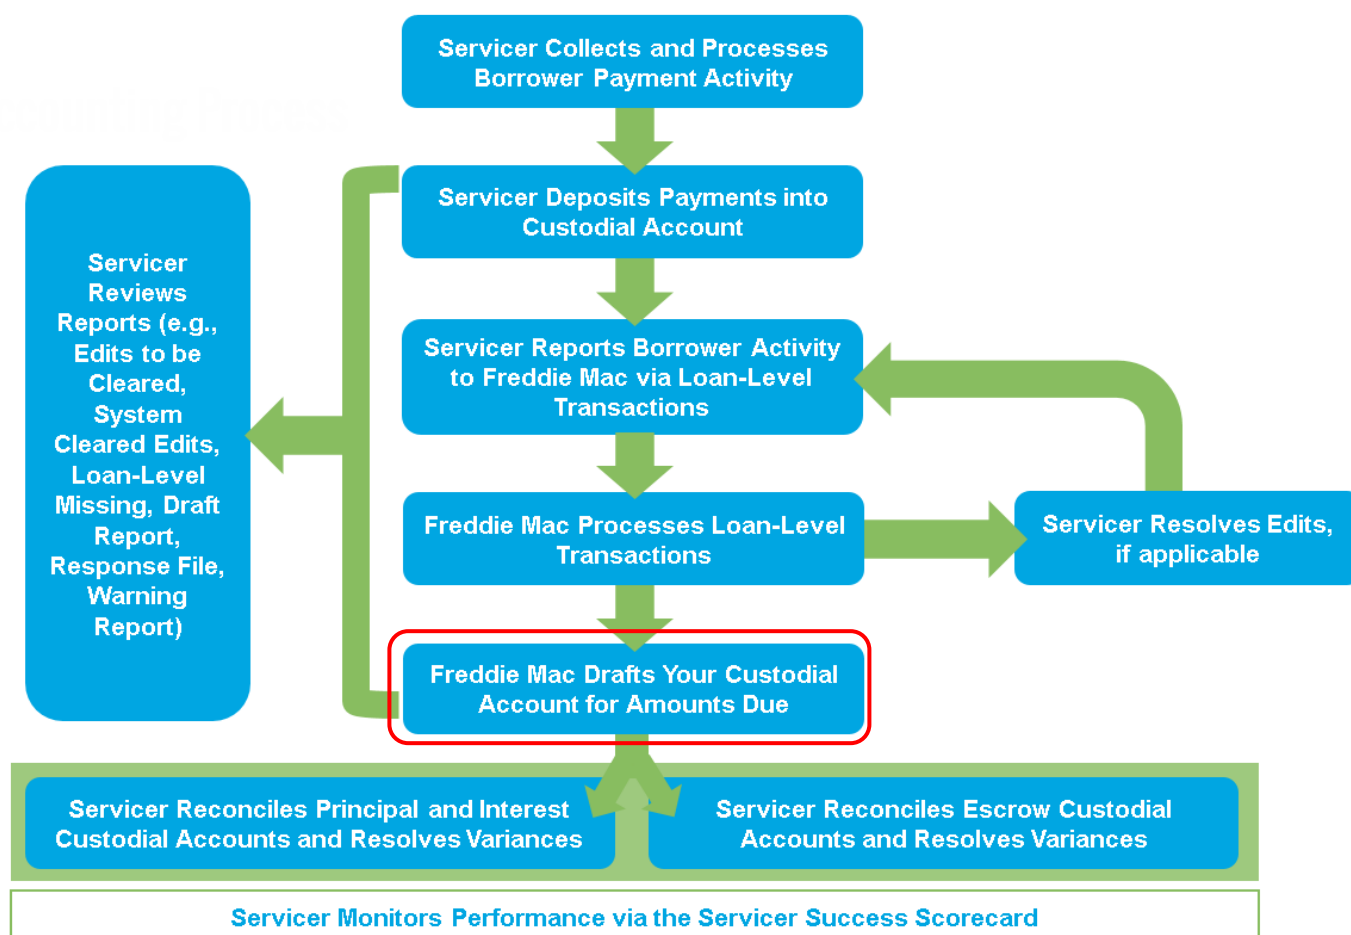 Servicer Collects and Processes
Borrower Payment Activity
Servicer Deposits Payments into
Custodial Account
Servicer
Reviews
Reports (e.g.,
Edits to be
Cleared,
System
Cleared Edits,
Loan-Level
Missing, Draft
Report,
Response File,
Warning
Report)
Servicer Reports Borrower Activity
to Freddie Mac via Loan-Level
Transactions
Freddie Mac Processes Loan-Level
Transactions
Servicer Resolves Edits,
if applicable
Freddie Mac Drafts Your Custodial
Account for Amounts Due
Servicer Reconciles Principal and Interest
Custodial Accounts and Resolves Variances
Servicer Reconciles Escrow Custodial
Accounts and Resolves Variances
Servicer Monitors Performance via the Servicer Success Scorecard